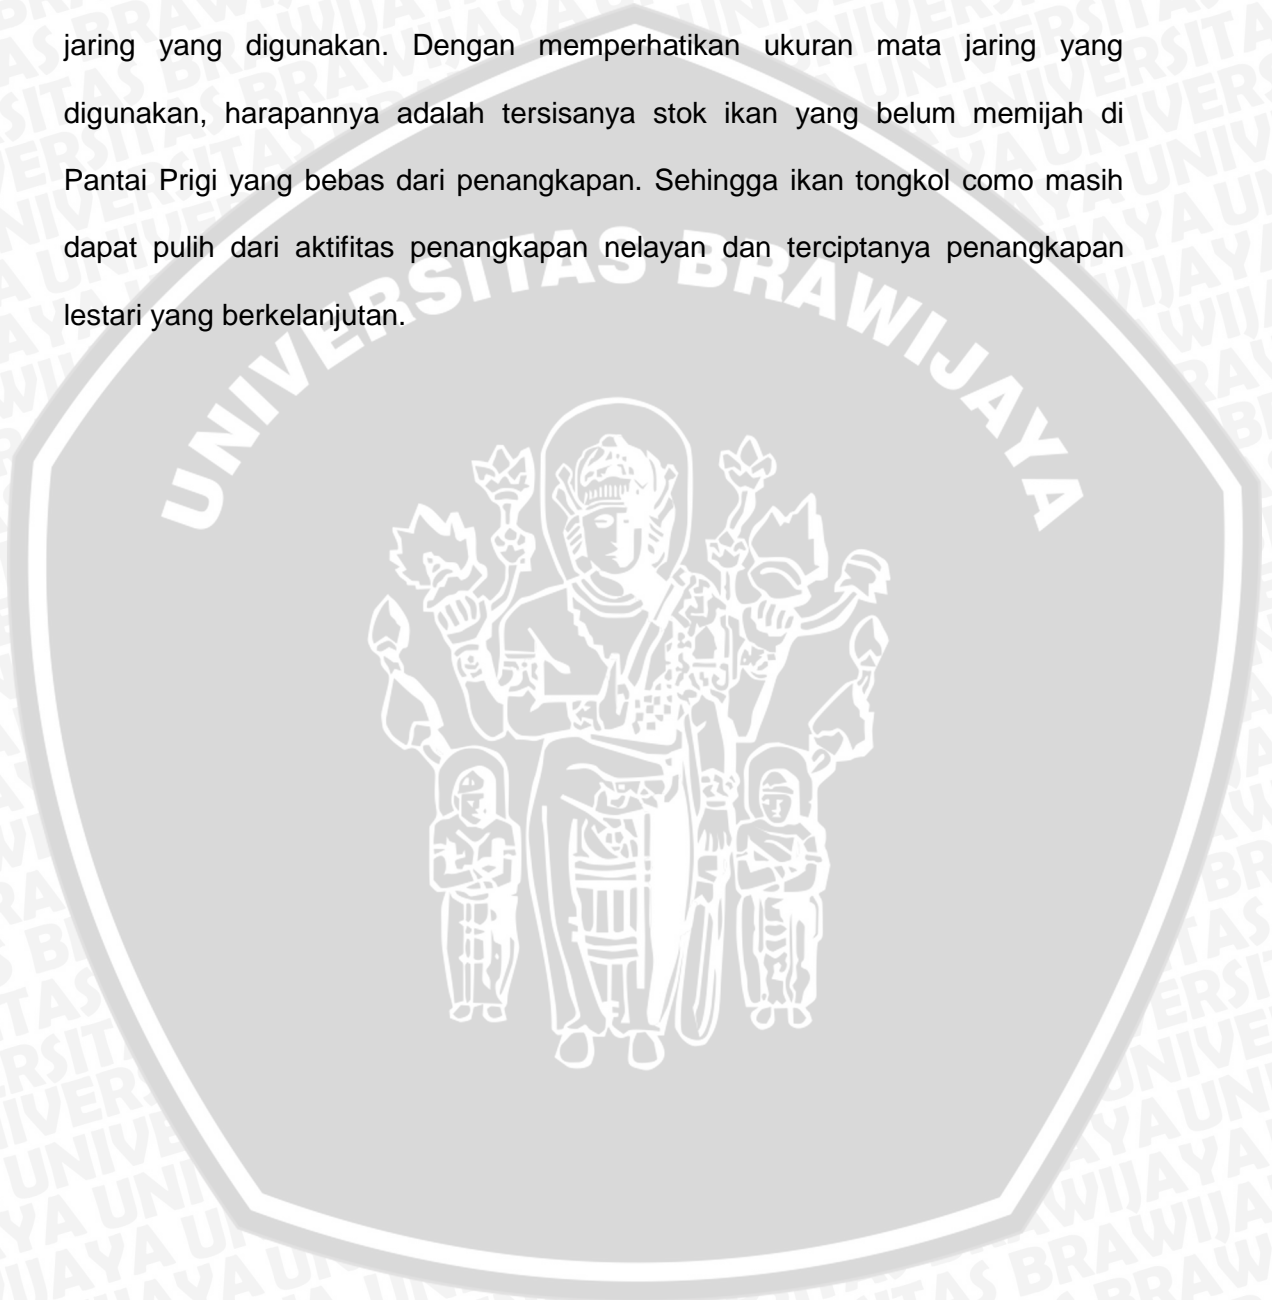 jaring yang digunakan. Dengan memperhatikan ukuran mata jaring yang
digunakan, harapannya adalah tersisanya stok ikan yang belum memijah di
Pantai Prigi yang bebas dari penangkapan. Sehingga ikan tongkol como masih
dapat pulih dari aktifitas penangkapan nelayan dan terciptanya penangkapan
lestari yang berkelanjutan.
UNIVERSITAS BRAWIJAYA